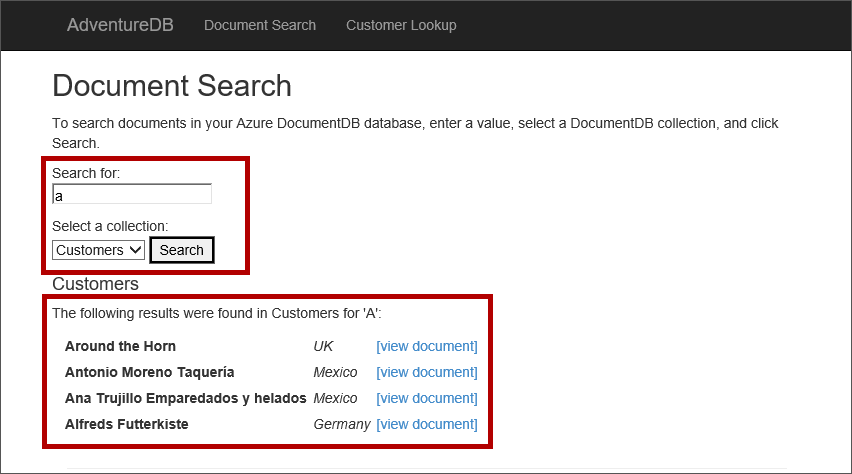 AdventureDB Document Search Customer Lookup
Document Search
To search documents in your Azure DocumentDB database, enter a value, select a DocumentDB collection, and click
Search.
Search for:
a
Select a collection:
Customers Search
Customers
The following results were found in Customers for 'A':
Around the Horn UK [view document]
Antonio Moreno Taquería Mexico [view document]
Ana Trujillo Emparedados y helados Mexico [view document]
Alfreds Futterkiste Germany [view document]